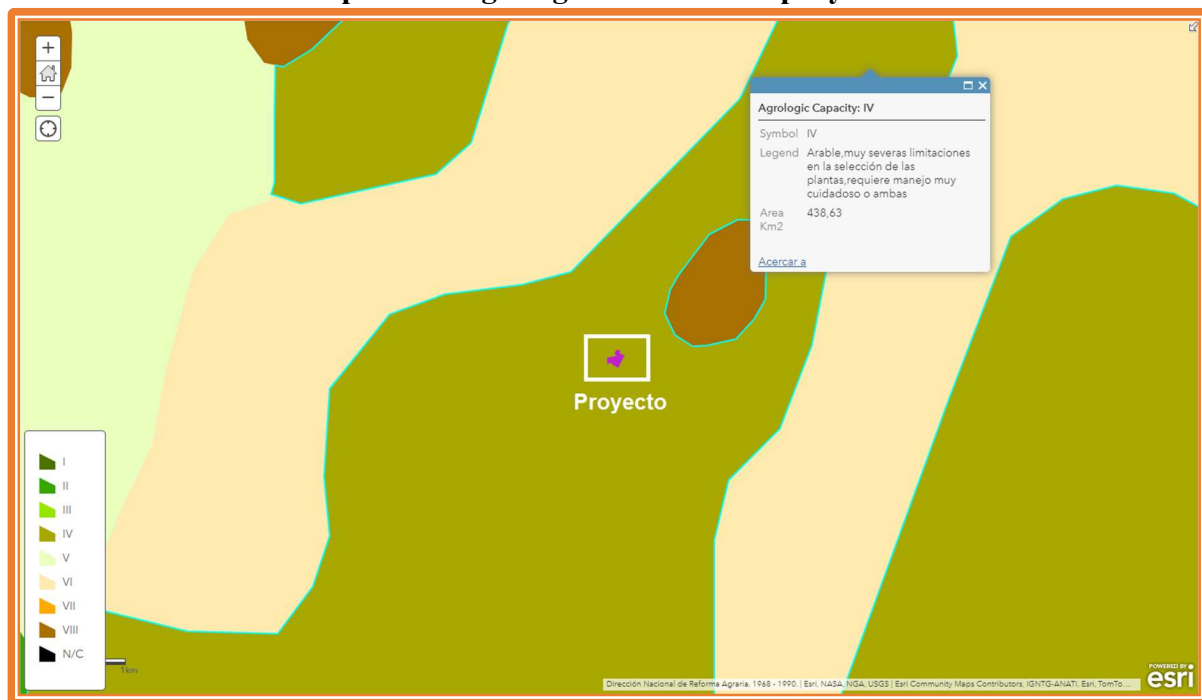 +
−
Agrologic Capacity: IV
Symbol IV
Legend Arable,muy severas limitaciones
en la selección de las
plantas,requiere manejo muy
cuidadoso o ambas
Area 438,63
Km2
Acercar a
Proyecto
I
II
III
IV
V
VI
VII
VIII
N/C
1km
Dirección Nacional de Reforma Agraria, 1968 - 1990. | Esri, NASA, NGA, USGS | Esri Community Maps Contributors, IGNTG-ANATI, Esri, TomTo...
POWERED BY
esri